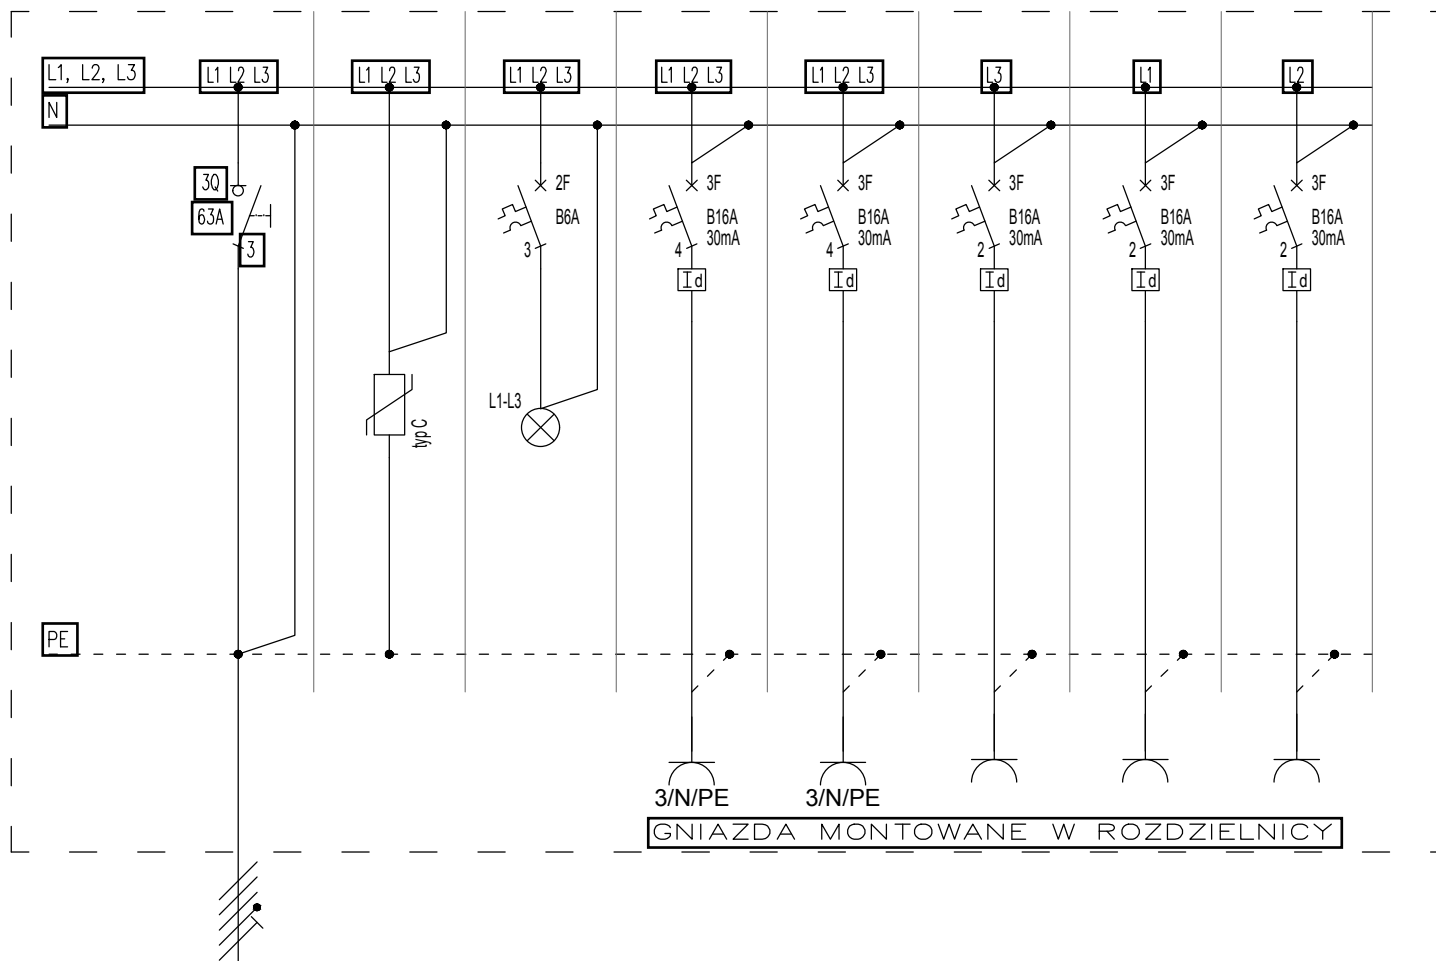 L1, L2, L3
L1 L2 L3
L1 L2 L3
L1 L2 L3
L1 L2 L3
L1 L2 L3
L3
L1
L2
N
3Q
63A
3
2F
B6A
3
3F
B16A
30mA
4
Id
3F
B16A
30mA
4
Id
3F
B16A
30mA
2
Id
3F
B16A
30mA
2
Id
3F
B16A
30mA
2
Id
typ C
L1-L3
PE
3/N/PE
3/N/PE
GNIAZDA MONTOWANE W ROZDZIELNICY